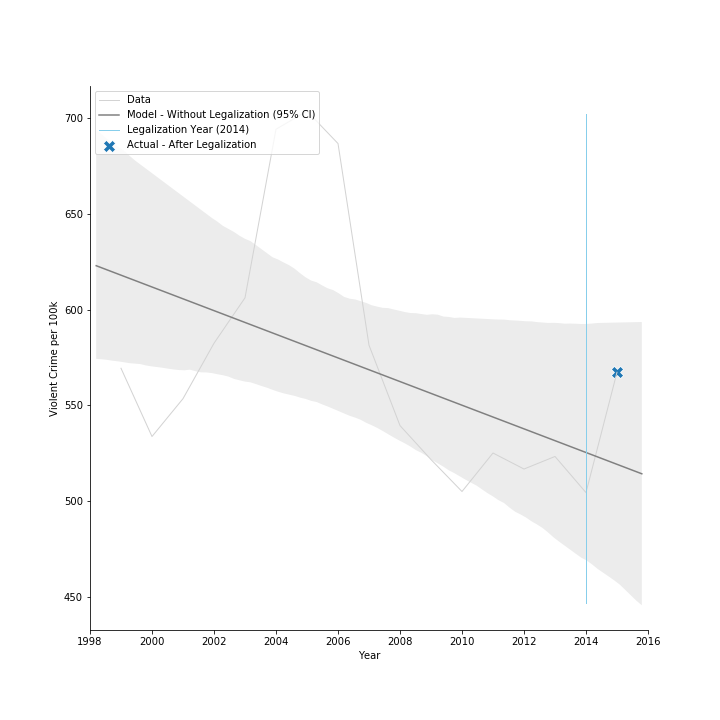 Data
Model - Without Legalization (95% CI)
Legalization Year (2014)
Actual - After Legalization
700
650
600
550
500
450
Violent Crime per 100k
1998 2000 2002 2004 2006 2008 2010 2012 2014 2016
Year